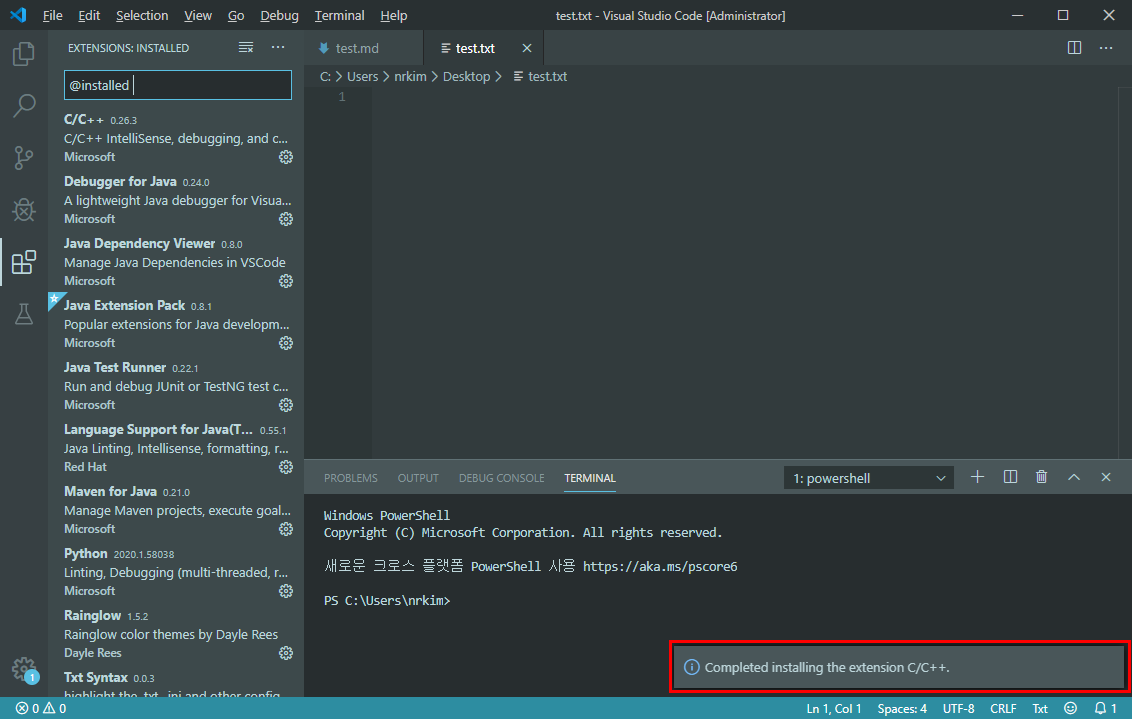 File Edit Selection View Go Debug Terminal Help
test.txt - Visual Studio Code [Administrator]
EXTENSIONS: INSTALLED
@installed
C/C++ 0.26.3
C/C++ IntelliSense, debugging, and c...
Microsoft
Debugger for Java 0.24.0
A lightweight Java debugger for Visua...
Microsoft
Java Dependency Viewer 0.8.0
Manage Java Dependencies in VSCode
Microsoft
Java Extension Pack 0.8.1
Popular extensions for Java developm...
Microsoft
Java Test Runner 0.22.1
Run and debug JUnit or TestNG test c...
Microsoft
Language Support for Java(T... 0.55.1
Java Linting, Intellisense, formatting, r...
Red Hat
Maven for Java 0.21.0
Manage Maven projects, execute goal...
Microsoft
Python 2020.1.58038
Linting, Debugging (multi-threaded, r...
Microsoft
Rainglow 1.5.2
Rainglow color themes by Dayle Rees
Dayle Rees
Txt Syntax 0.0.3
highlight the .txt, .ini and other config
1
test.md
test.txt
C: > Users > nrkim > Desktop > test.txt
1
PROBLEMS OUTPUT DEBUG CONSOLE TERMINAL
1: powershell
Windows PowerShell
Copyright (C) Microsoft Corporation. All rights reserved.
새로운 크로스 플랫폼 PowerShell 사용 https://aka.ms/pscore6
PS C:\Users\nrkim>
Completed installing the extension C/C++.
0 0
Ln 1, Col 1 Spaces: 4 UTF-8 CRLF Txt 1